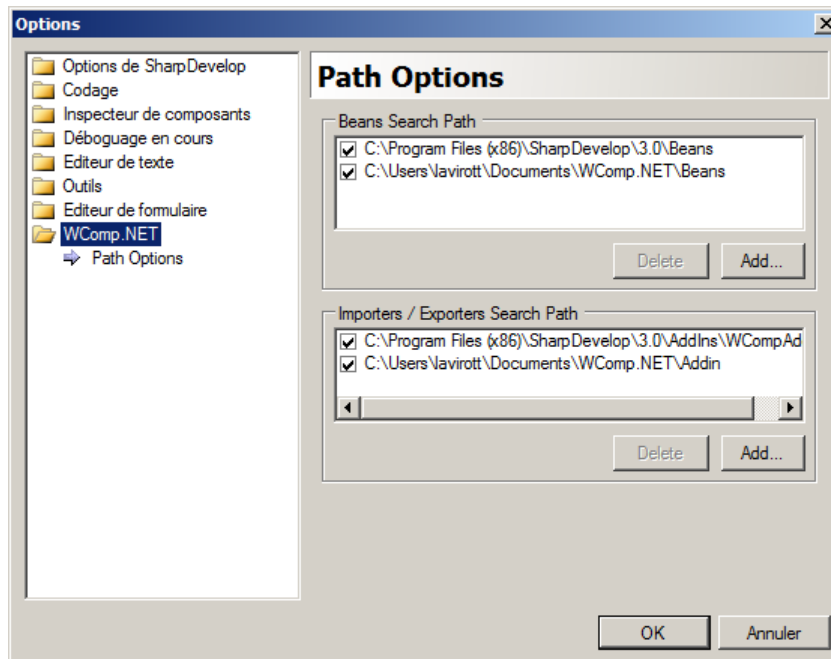 Options
Options de SharpDevelop
Codage
Inspecteur de composants
Déboguage en cours
Editeur de texte
Outils
Editeur de formulaire
WComp.NET
Path Options
Path Options
Beans Search Path
C:\Program Files (x86)\SharpDevelop\3.0\Beans
C:\Users\lavirott\Documents\WComp.NET\Beans
Delete
Add...
Importers / Exporters Search Path
C:\Program Files (x86)\SharpDevelop\3.0\AddIns\WCompAd
C:\Users\lavirott\Documents\WComp.NET\Addin
Delete
Add...
OK
Annuler